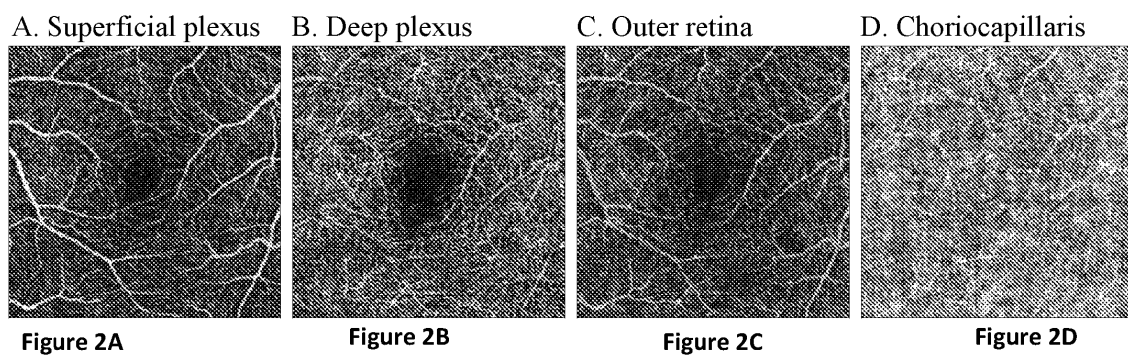 A. Superficial plexus B. Deep plexus C. Outer retina D. Choriocapillaris
Figure 2A Figure 2B Figure 2C Figure 2D